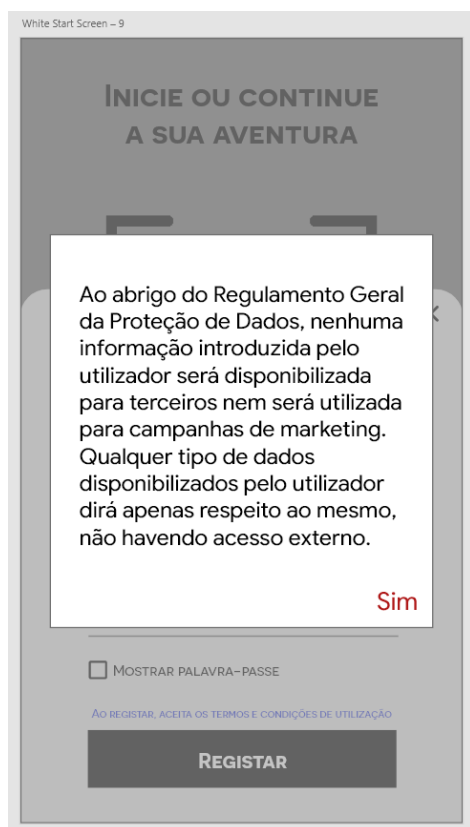 White Start Screen – 9
Inicie ou continue
a sua aventura
Ao abrigo do Regulamento Geral
da Proteção de Dados, nenhuma
informação introduzida pelo
utilizador será disponibilizada
para terceiros nem será utilizada
para campanhas de marketing.
Qualquer tipo de dados
disponibilizados pelo utilizador
dirá apenas respeito ao mesmo,
não havendo acesso externo.
Sim
Mostrar palavra-passe
Ao registar, aceita os termos e condições de utilização
Registar